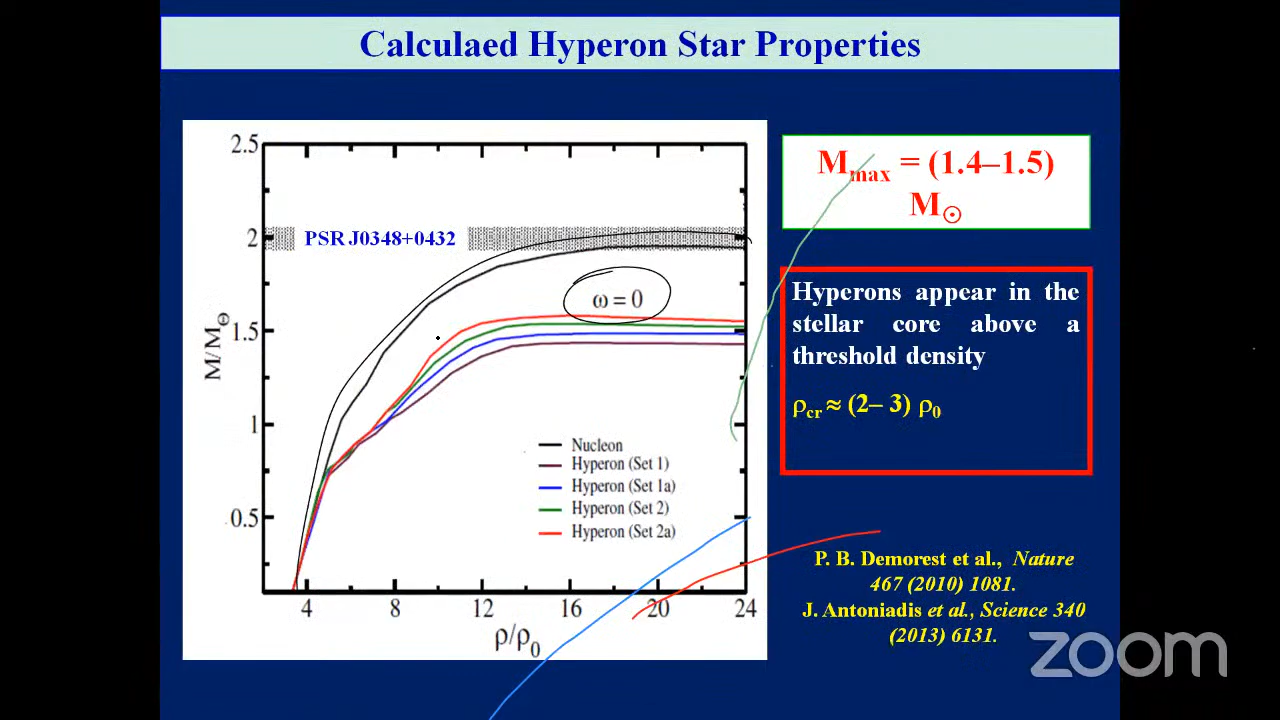 Calculaed Hyperon Star Properties
2.5
2
1.5
1
0.5
M/M⊙
PSR J0348+0432
ω = 0
Nucleon
Hyperon (Set 1)
Hyperon (Set 1a)
Hyperon (Set 2)
Hyperon (Set 2a)
4 8 12 16 20 24
ρ/ρ0
Mmax = (1.4–1.5)
M⊙
Hyperons appear in the
stellar core above a
threshold density
ρcr ≈ (2– 3) ρ0
P. B. Demorest et al., Nature
467 (2010) 1081.
J. Antoniadis et al., Science 340
(2013) 6131.
zoom